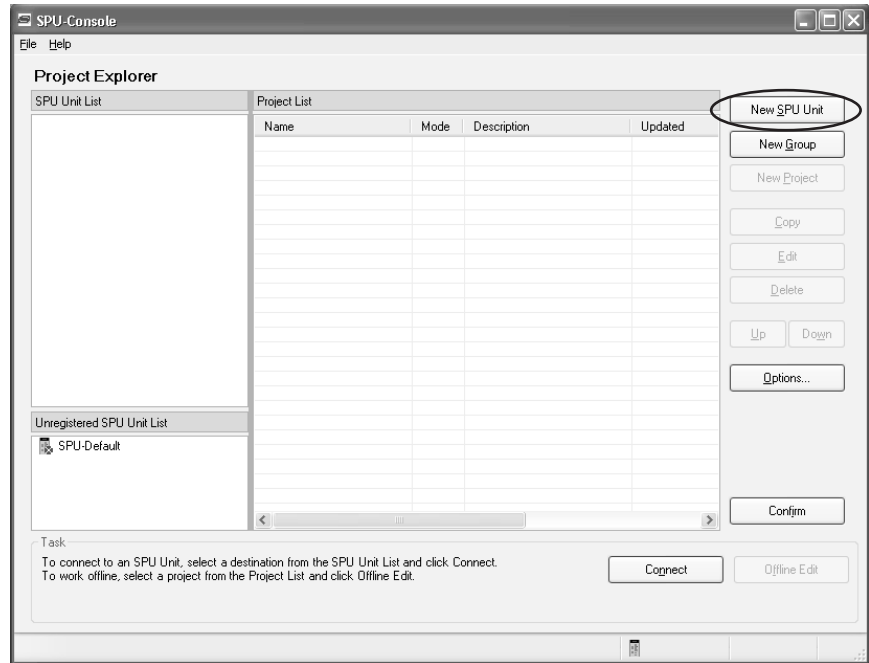 SPU-Console
File Help
Project Explorer
SPU Unit List
Project List
Name Mode Description Updated
New SPU Unit
New Group
New Project
Copy
Edit
Delete
Up Down
Options...
Unregistered SPU Unit List
SPU-Default
Confirm
Task
To connect to an SPU Unit, select a destination from the SPU Unit List and click Connect.
To work offline, select a project from the Project List and click Offline Edit.
Connect
Offline Edit